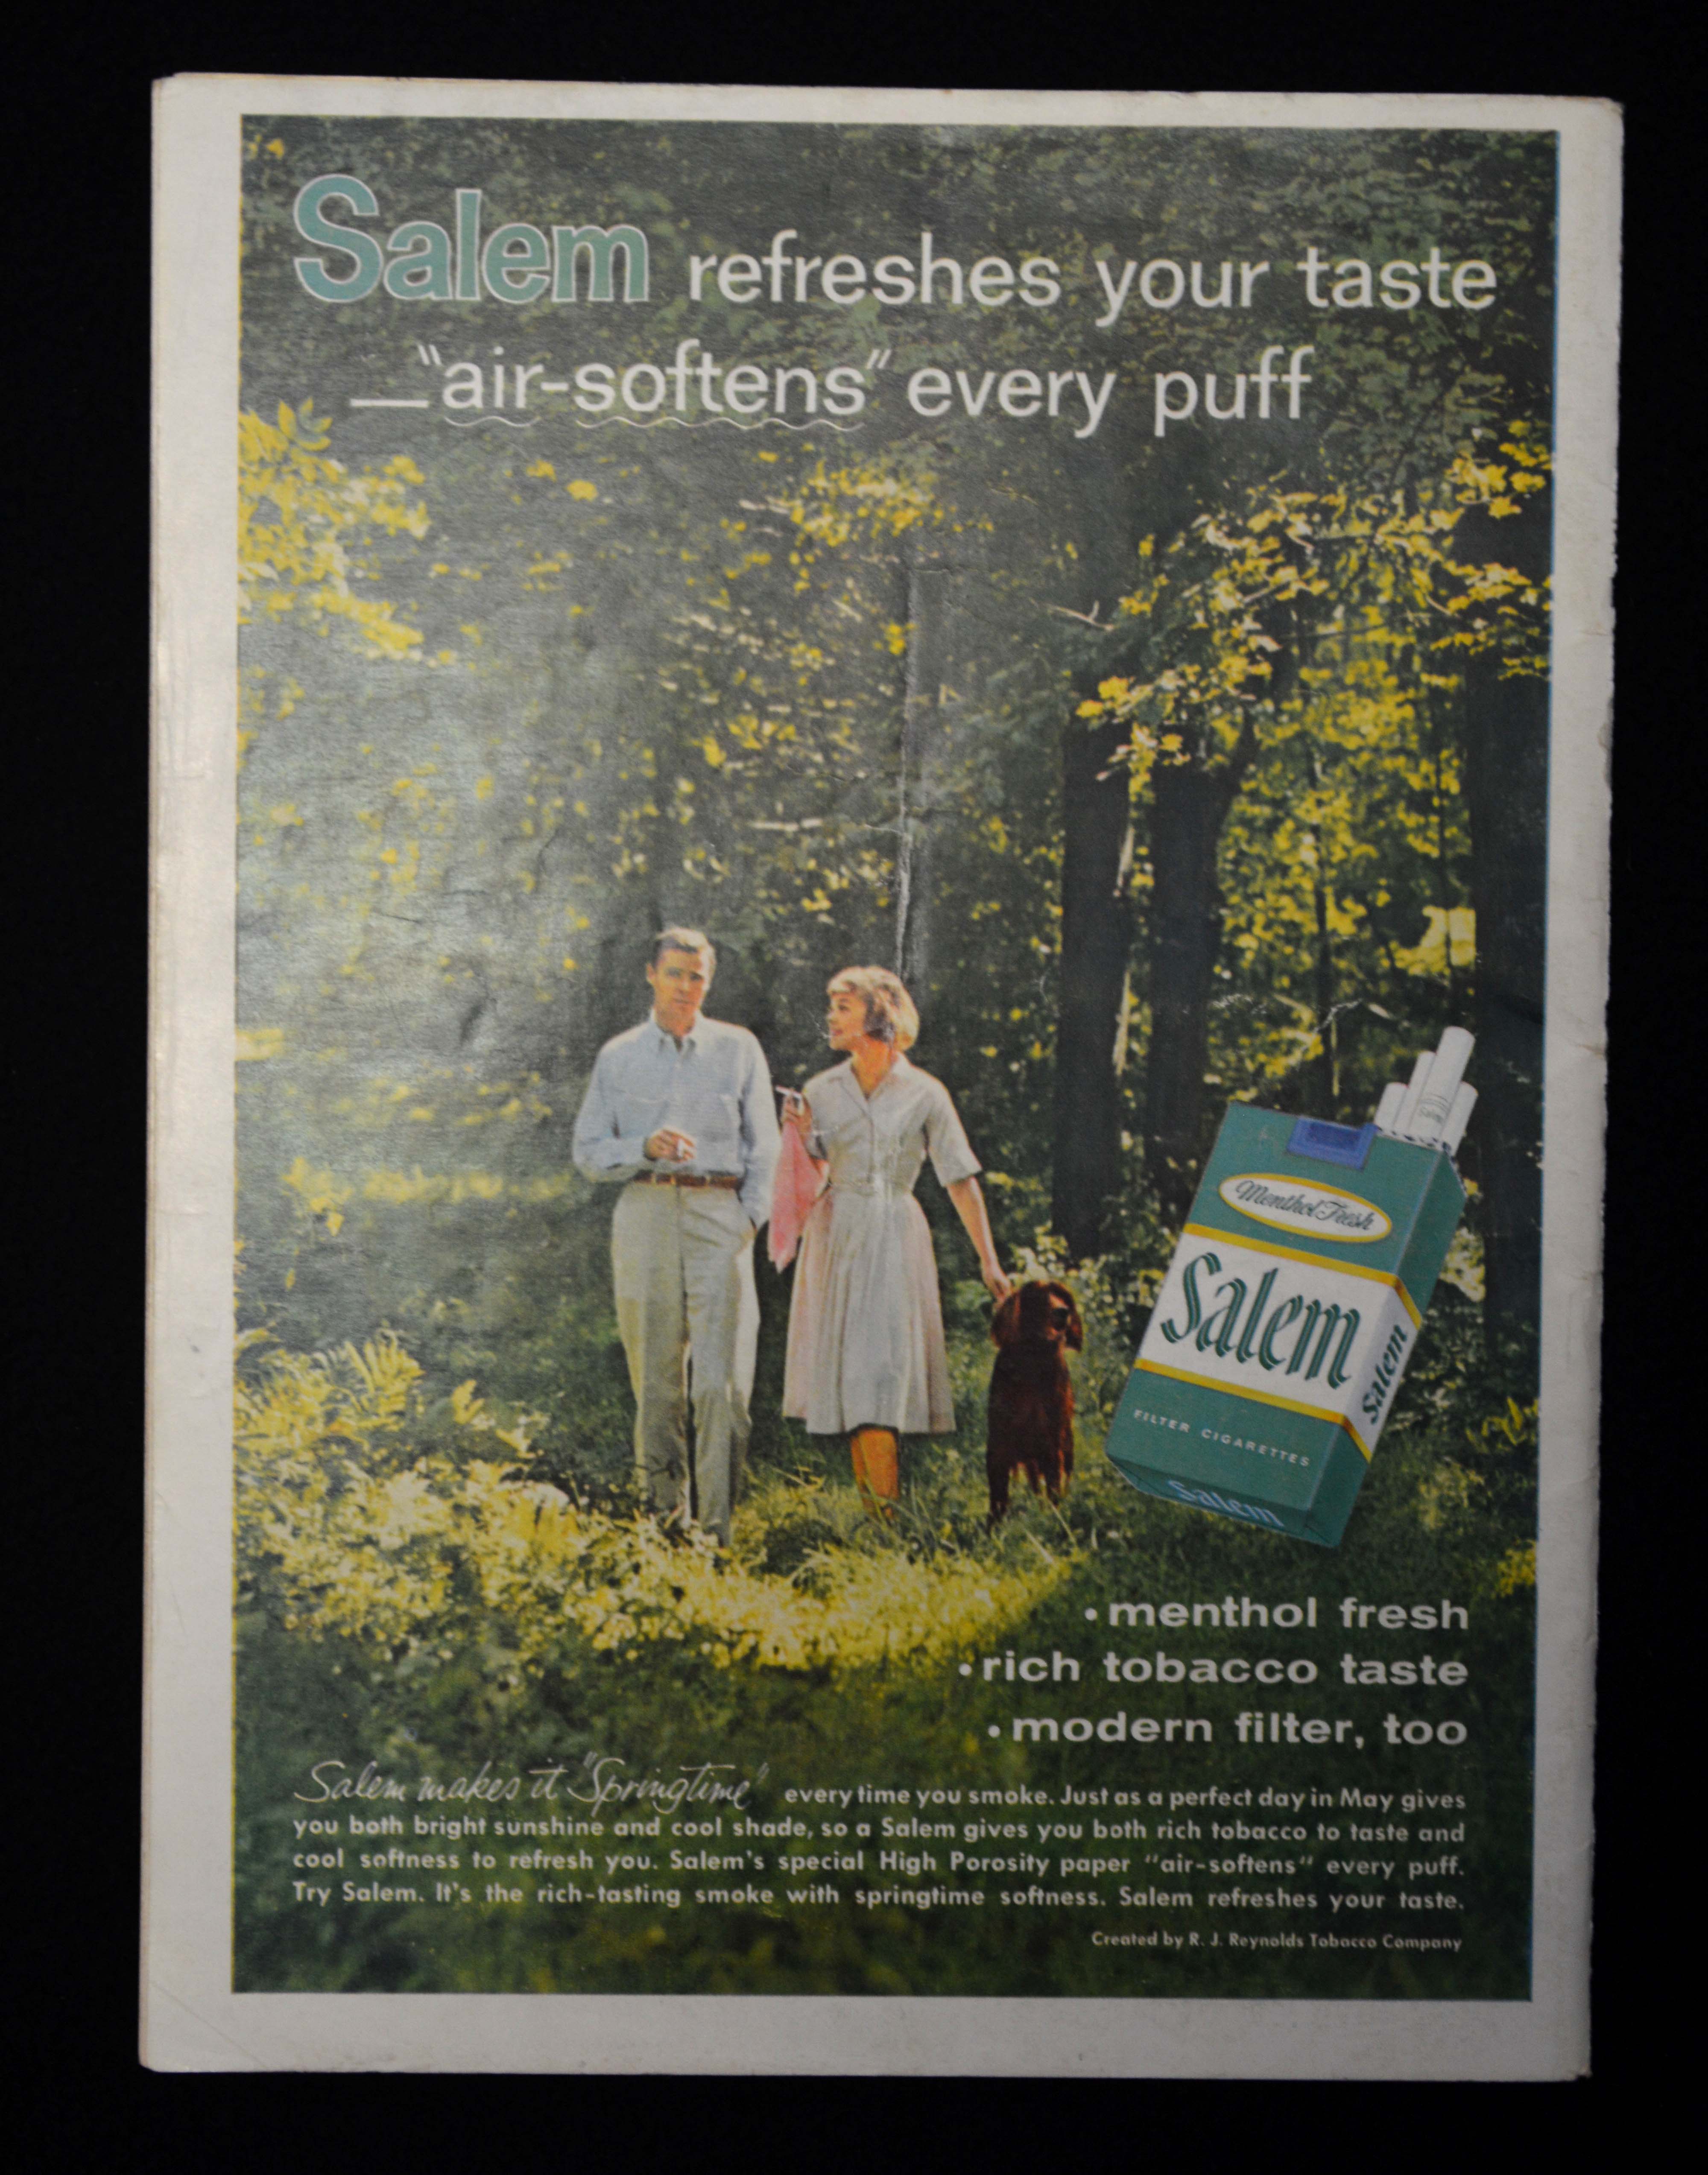 Salem refreshes your taste
—"air-softens" every puff
Salem
Menthol Fresh
Salem
Salem
FILTER CIGARETTES
Salem
• menthol fresh
• rich tobacco taste
• modern filter, too
Salem makes it "Springtime" every time you smoke. Just as a perfect day in May gives
you both bright sunshine and cool shade, so a Salem gives you both rich tobacco to taste and
cool softness to refresh you. Salem's special High Porosity paper "air-softens" every puff.
Try Salem. It's the rich-tasting smoke with springtime softness. Salem refreshes your taste.
Created by R. J. Reynolds Tobacco Company